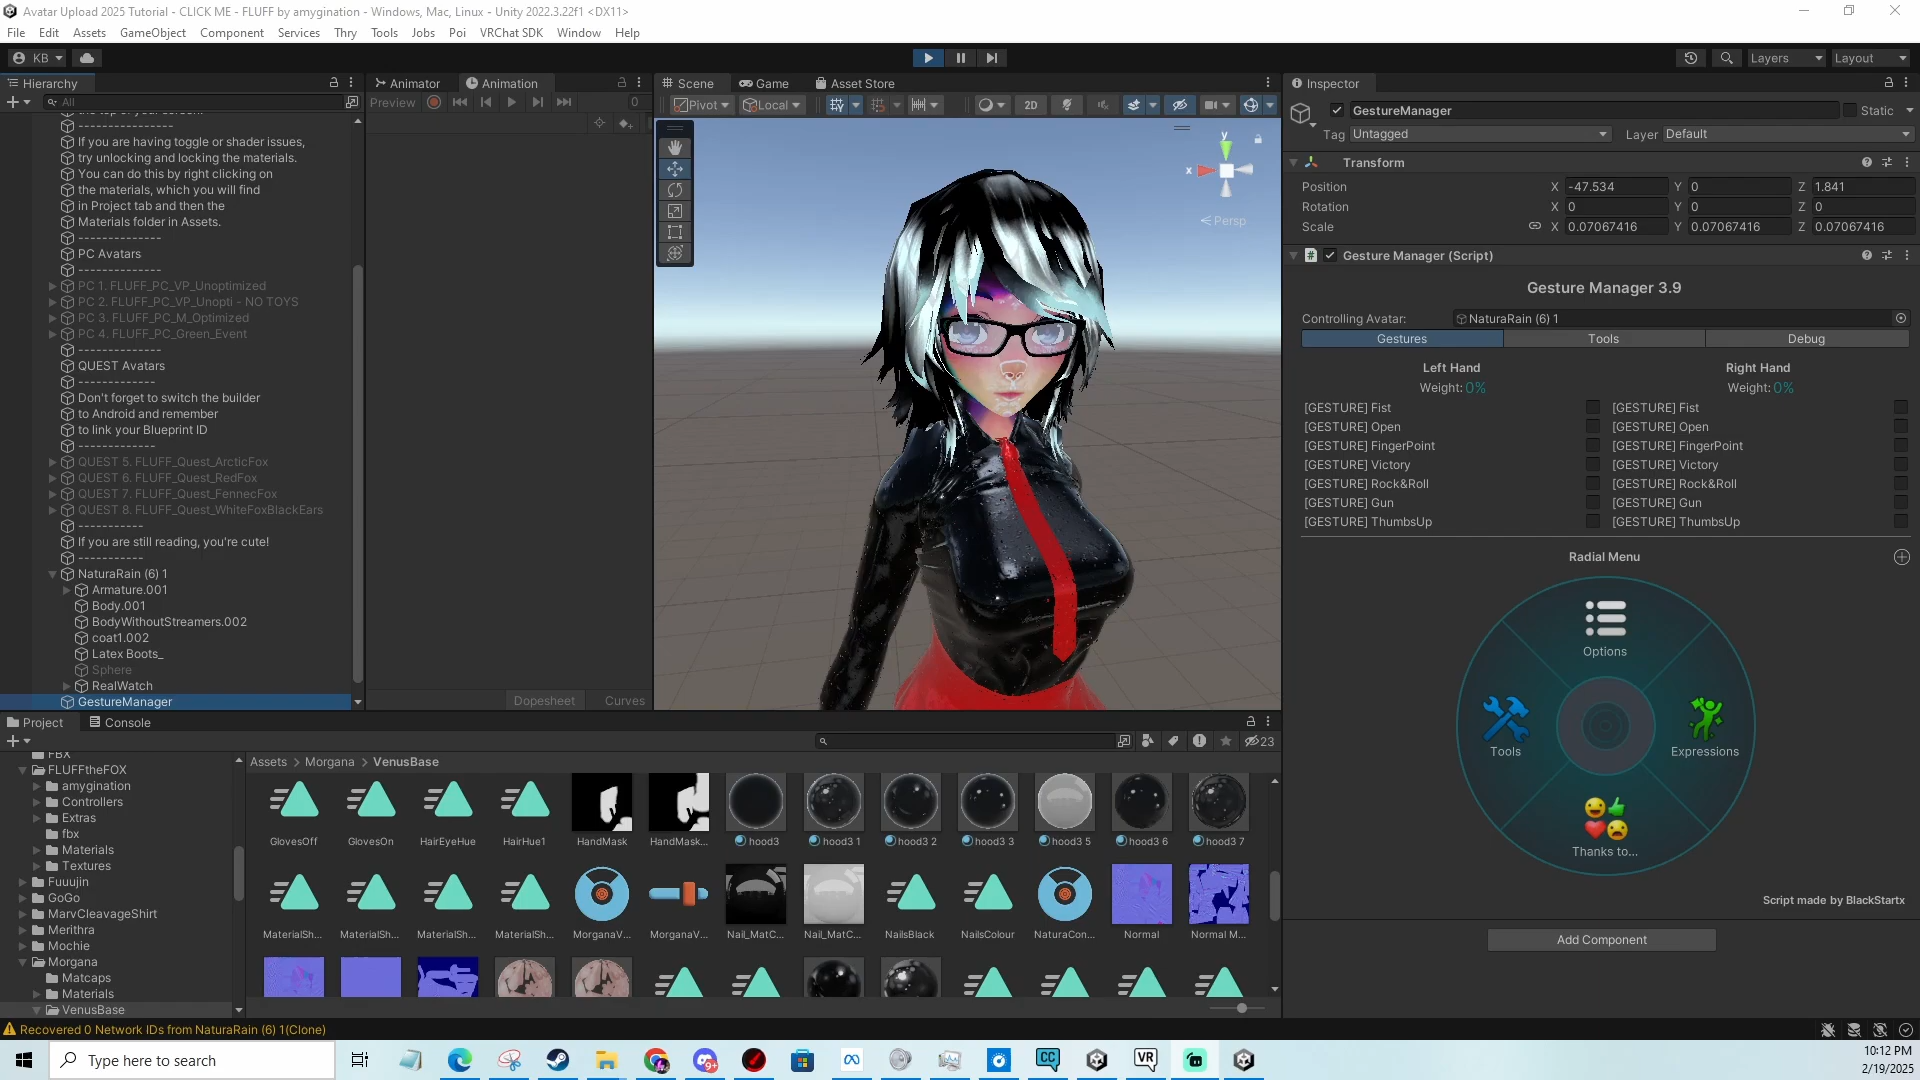 Avatar Upload 2025 Tutorial - CLICK ME - FLUFF by amygination - Windows, Mac, Linux - Unity 2022.3.22f1 <DX11>
File Edit Assets GameObject Component Services Thry Tools Jobs Poi VRChat SDK Window Help
KB Layers Layout
Hierarchy
All
----------------
If you are having toggle or shader issues,
try unlocking and locking the materials.
You can do this by right clicking on
the materials, which you will find
in Project tab and then the
Materials folder in Assets.
--------------
PC Avatars
--------------
PC 1. FLUFF_PC_VP_Unoptimized
PC 2. FLUFF_PC_VP_Unopti - NO TOYS
PC 3. FLUFF_PC_M_Optimized
PC 4. FLUFF_PC_Green_Event
--------------
QUEST Avatars
-------------
Don't forget to switch the builder
to Android and remember
to link your Blueprint ID
-------------
QUEST 5. FLUFF_Quest_ArcticFox
QUEST 6. FLUFF_Quest_RedFox
QUEST 7. FLUFF_Quest_FennecFox
QUEST 8. FLUFF_Quest_WhiteFoxBlackEars
-----------
If you are still reading, you're cute!
-----------
NaturaRain (6) 1
Armature.001
Body.001
BodyWithoutStreamers.002
coat1.002
Latex Boots_
Sphere
RealWatch
GestureManager
Animator Animation
Preview 0
Dopesheet Curves
Scene Game Asset Store
Pivot Local 2D
y
x
Persp
Inspector
GestureManager Static
Tag Untagged Layer Default
Transform
Position X -47.534 Y 0 Z 1.841
Rotation X 0 Y 0 Z 0
Scale X 0.07067416 Y 0.07067416 Z 0.07067416
Gesture Manager (Script)
Gesture Manager 3.9
Controlling Avatar: NaturaRain (6) 1
Gestures Tools Debug
Left Hand Right Hand
Weight: 0% Weight: 0%
[GESTURE] Fist [GESTURE] Fist
[GESTURE] Open [GESTURE] Open
[GESTURE] FingerPoint [GESTURE] FingerPoint
[GESTURE] Victory [GESTURE] Victory
[GESTURE] Rock&Roll [GESTURE] Rock&Roll
[GESTURE] Gun [GESTURE] Gun
[GESTURE] ThumbsUp [GESTURE] ThumbsUp
Radial Menu
Options
Tools Expressions
Thanks to...
Script made by BlackStartx
Add Component
Project Console
23
FBX
FLUFFtheFOX
amygination
Controllers
Extras
fbx
Materials
Textures
Fuuujin
GoGo
MarvCleavageShirt
Merithra
Mochie
Morgana
Matcaps
Materials
VenusBase
Assets > Morgana > VenusBase
GlovesOff GlovesOn HairEyeHue HairHue1 HandMask HandMask... hood3 hood3 1 hood3 2 hood3 3 hood3 5 hood3 6 hood3 7
MaterialSh... MaterialSh... MaterialSh... MaterialSh... MorganaV... MorganaV... Nail_MatC... Nail_MatC... NailsBlack NailsColour NaturaCon... Normal Normal M...
Recovered 0 Network IDs from NaturaRain (6) 1(Clone)
Type here to search
9+
CC
VR
10:12 PM
2/19/2025